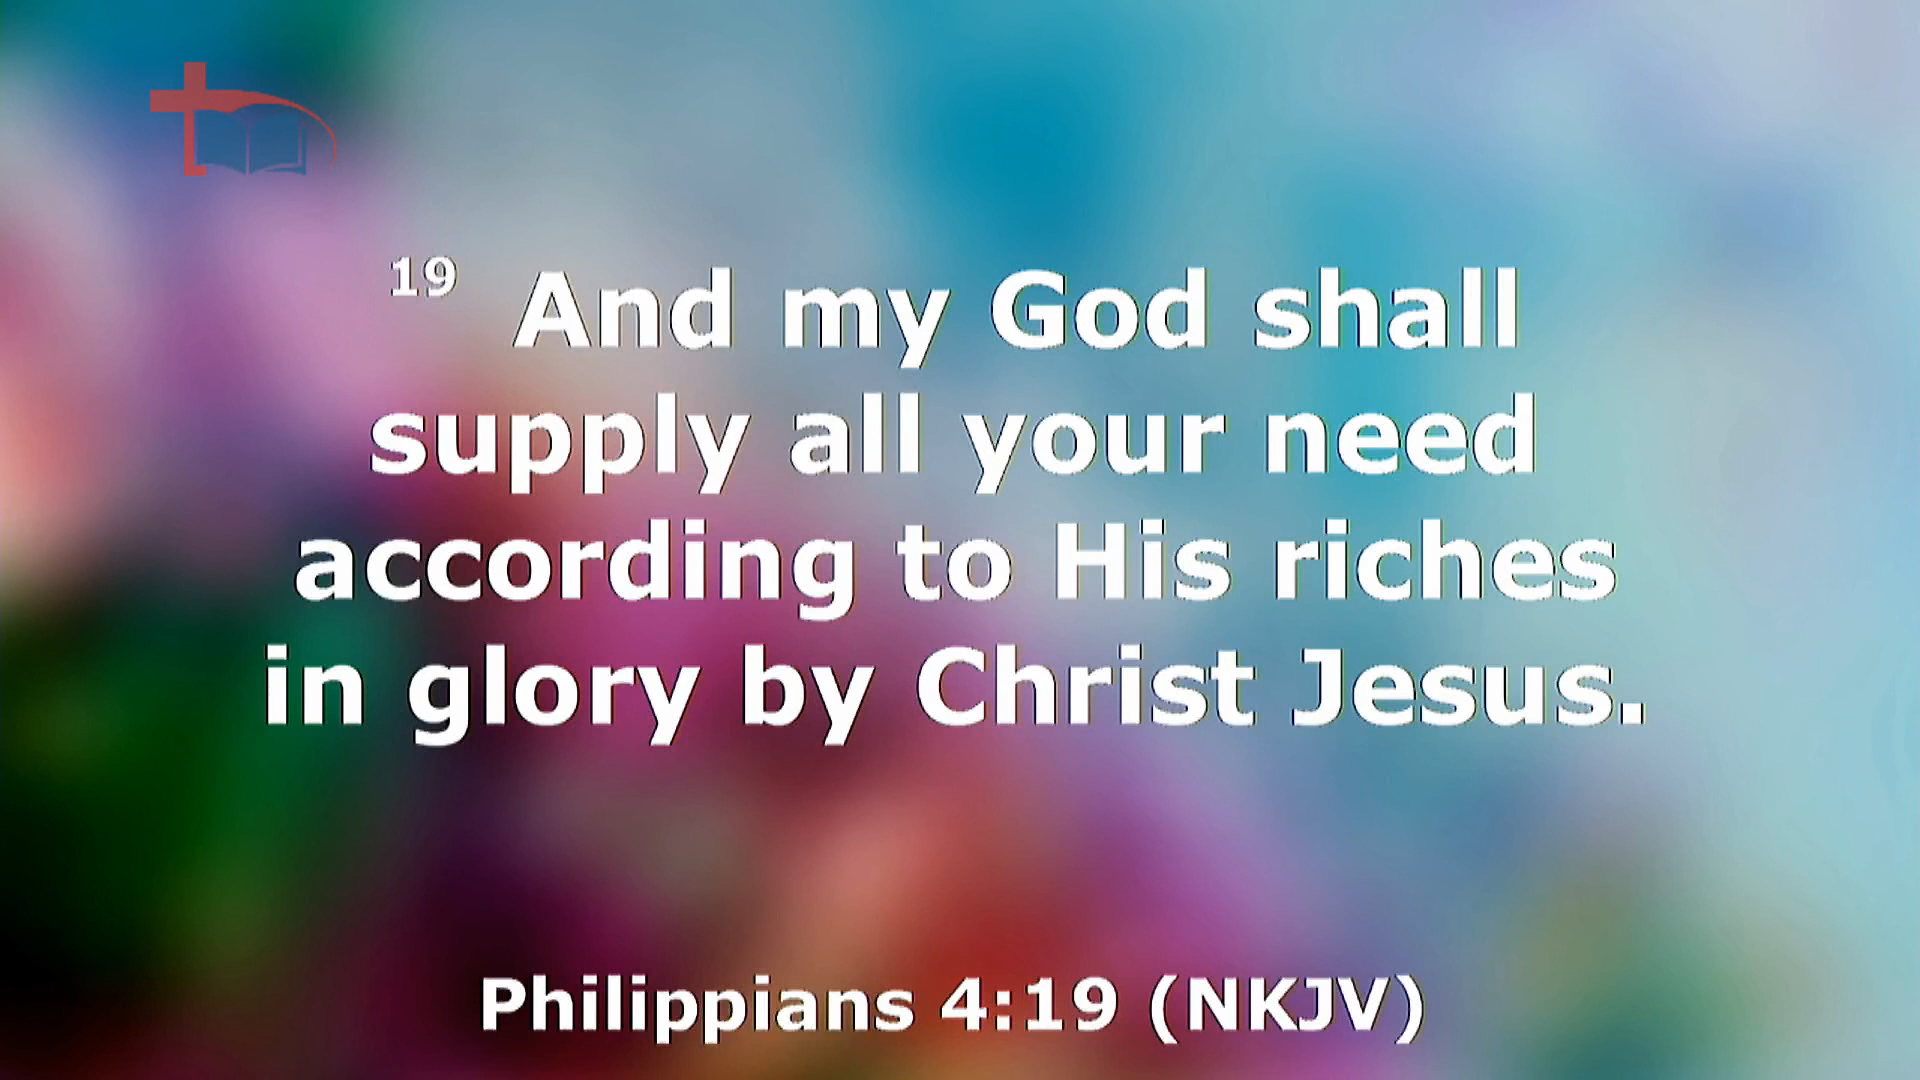 19 And my God shall
supply all your need
according to His riches
in glory by Christ Jesus.
Philippians 4:19 (NKJV)